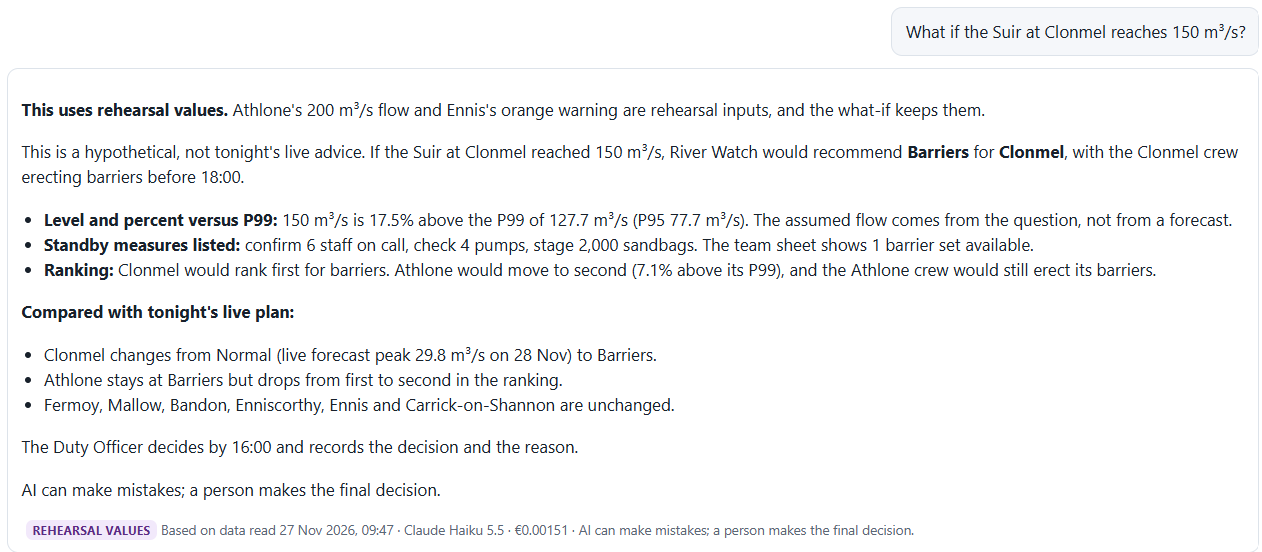 What if the Suir at Clonmel reaches 150 m³/s?
This uses rehearsal values. Athlone's 200 m³/s flow and Ennis's orange warning are rehearsal inputs, and the what-if keeps them.
This is a hypothetical, not tonight's live advice. If the Suir at Clonmel reached 150 m³/s, River Watch would recommend Barriers for Clonmel, with the Clonmel crew
erecting barriers before 18:00.
• Level and percent versus P99: 150 m³/s is 17.5% above the P99 of 127.7 m³/s (P95 77.7 m³/s). The assumed flow comes from the question, not from a forecast.
• Standby measures listed: confirm 6 staff on call, check 4 pumps, stage 2,000 sandbags. The team sheet shows 1 barrier set available.
• Ranking: Clonmel would rank first for barriers. Athlone would move to second (7.1% above its P99), and the Athlone crew would still erect its barriers.
Compared with tonight's live plan:
• Clonmel changes from Normal (live forecast peak 29.8 m³/s on 28 Nov) to Barriers.
• Athlone stays at Barriers but drops from first to second in the ranking.
• Fermoy, Mallow, Bandon, Enniscorthy, Ennis and Carrick-on-Shannon are unchanged.
The Duty Officer decides by 16:00 and records the decision and the reason.
AI can make mistakes; a person makes the final decision.
REHEARSAL VALUES Based on data read 27 Nov 2026, 09:47 · Claude Haiku 5.5 · €0.00151 · AI can make mistakes; a person makes the final decision.